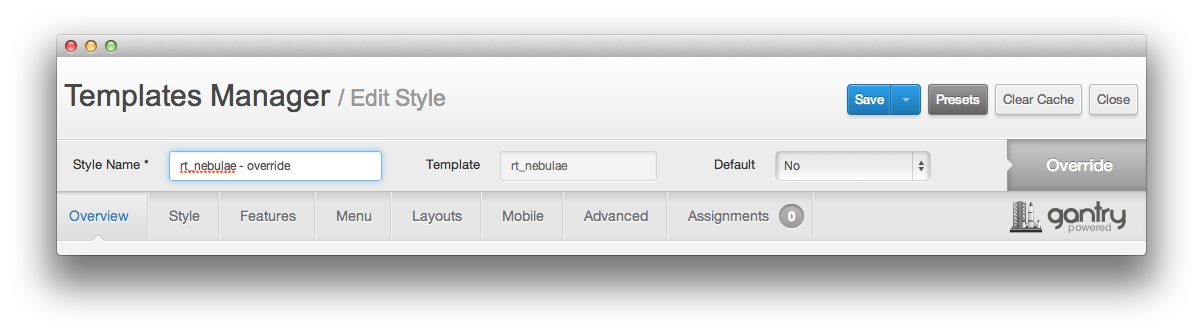 Templates Manager / Edit Style
Save
Presets
Clear Cache
Close
Style Name *
rt_nebulae - override
Template
rt_nebulae
Default
No
Override
Overview
Style
Features
Menu
Layouts
Mobile
Advanced
Assignments 0
gantry
powered